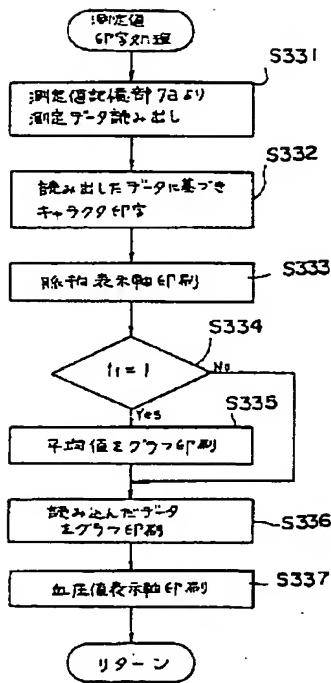 測定値
印字処理
S331
測定値記憶部7aより
測定データ読み出し
S332
読み出したデータに基づき
キャラクタ印字
S333
脈拍表示軸印刷
S334
f1=1
No
Yes
S335
平均値をグラフ印刷
読み込んだデータ
をグラフ印刷
S336
血圧値表示軸印刷
S337
リターン